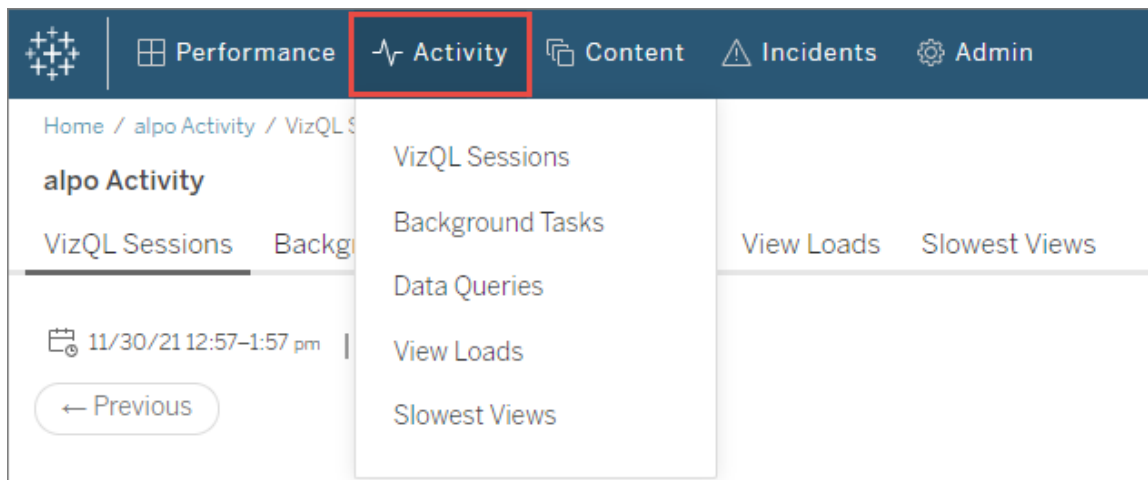 Performance Activity Content Incidents Admin
Home / alpo Activity / VizQL S
VizQL Sessions
alpo Activity
Background Tasks
VizQL Sessions Backgr View Loads Slowest Views
Data Queries
11/30/21 12:57–1:57 pm |
View Loads
← Previous
Slowest Views